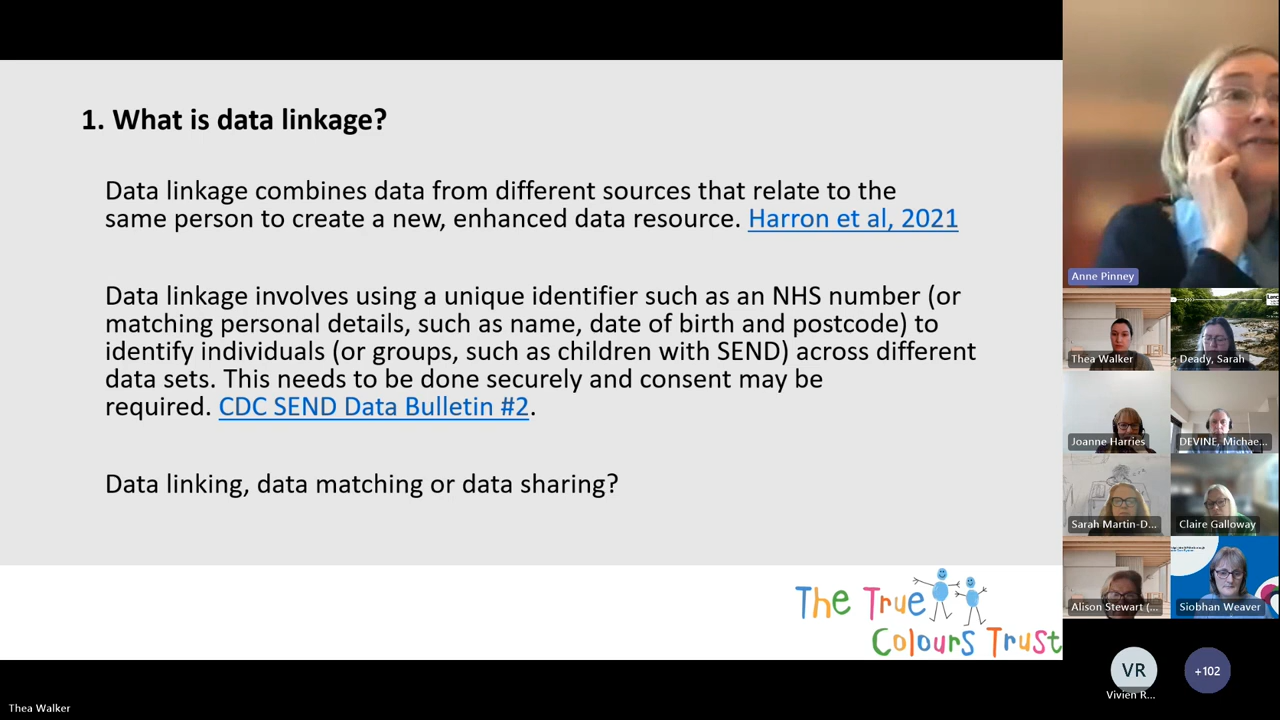 1. What is data linkage?
Data linkage combines data from different sources that relate to the
same person to create a new, enhanced data resource. Harron et al, 2021
Data linkage involves using a unique identifier such as an NHS number (or
matching personal details, such as name, date of birth and postcode) to
identify individuals (or groups, such as children with SEND) across different
data sets. This needs to be done securely and consent may be
required. CDC SEND Data Bulletin #2.
Data linking, data matching or data sharing?
The True
Colours Trust
Thea Walker
Anne Pinney
Thea Walker
Deady, Sarah
Joanne Harries
DEVINE, Michae...
Sarah Martin-D...
Claire Galloway
Alison Stewart (...
Siobhan Weaver
VR
Vivien R...
+102